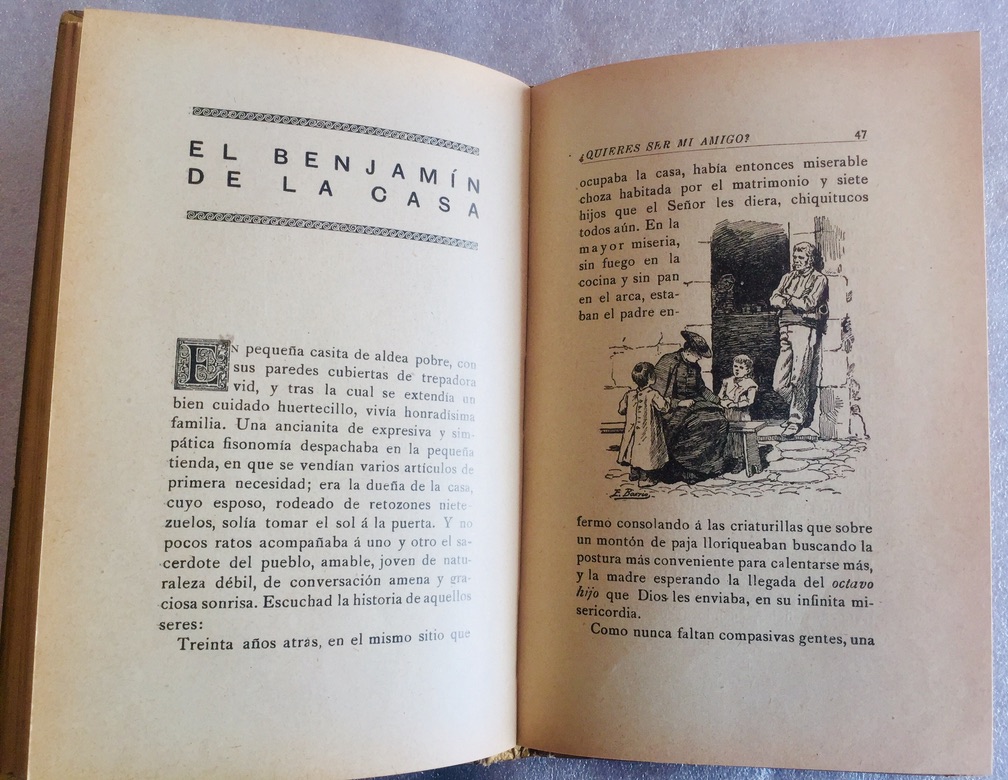 EL BENJAMÍN
DE LA CASA
EN pequeña casita de aldea pobre, con
sus paredes cubiertas de trepadora
vid, y tras la cual se extendía un
bien cuidado huertecillo, vivía honradísima
familia. Una ancianita de expresiva y sim-
pática fisonomía despachaba en la pequeña
tienda, en que se vendían varios artículos de
primera necesidad; era la dueña de la casa,
cuyo esposo, rodeado de retozones niete-
zuelos, solía tomar el sol á la puerta. Y no
pocos ratos acompañaba á uno y otro el sa-
cerdote del pueblo, amable, joven de natu-
raleza débil, de conversación amena y gra-
ciosa sonrisa. Escuchad la historia de aquellos
seres:
Treinta años atras, en el mismo sitio que
¿QUIERES SER MI AMIGO? 47
ocupaba la casa, había entonces miserable
choza habitada por el matrimonio y siete
hijos que el Señor les diera, chiquitucos
todos aún. En la
mayor miseria,
sin fuego en la
cocina y sin pan
en el arca, esta-
ban el padre en-
fermo consolando á las criaturillas que sobre
un montón de paja lloriqueaban buscando la
postura más conveniente para calentarse más,
y la madre esperando la llegada del octavo
hijo que Dios les enviaba, en su infinita mi-
sericordia.
Como nunca faltan compasivas gentes, una